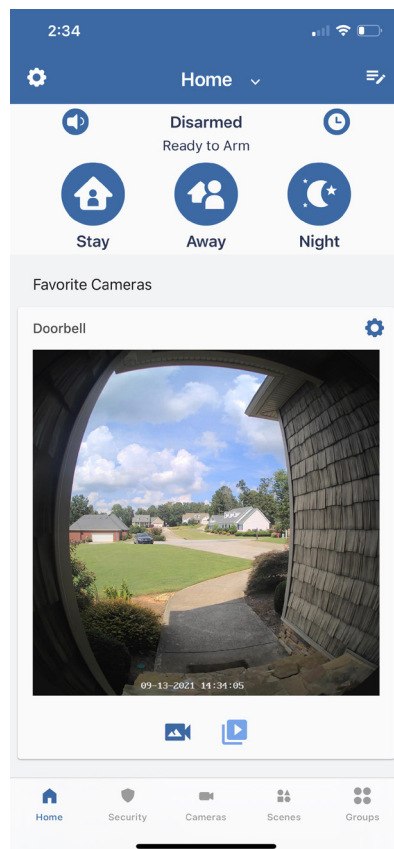 2:34
Home
Disarmed
Ready to Arm
Stay Away Night
Favorite Cameras
Doorbell
09-13-2021 14:34:05
Home Security Cameras Scenes Groups